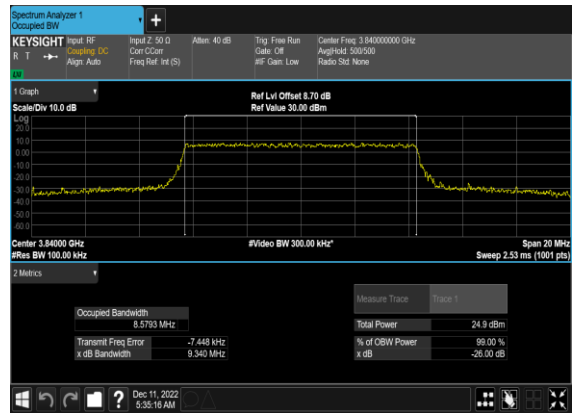 Spectrum Analyzer 1
Occupied BW
+
KEYSIGHT Input: RF Input Z: 50 Ω Atten: 40 dB Trig: Free Run Center Freq: 3.840000000 GHz
R T Coupling: DC Corr CCorr Gate: Off Avg|Hold: 500/500
Align: Auto Freq Ref: Int (S) #IF Gain: Low Radio Std: None
LW
1 Graph
Ref Lvl Offset 8.70 dB
Scale/Div 10.0 dB Ref Value 30.00 dBm
Log
20.0
10.0
0.00
-10.0
-20.0
-30.0
-40.0
-50.0
-60.0
Center 3.84000 GHz #Video BW 300.00 kHz* Span 20 MHz
#Res BW 100.00 kHz Sweep 2.53 ms (1001 pts)
2 Metrics
Measure Trace Trace 1
Occupied Bandwidth
8.5793 MHz Total Power 24.9 dBm
Transmit Freq Error -7.448 kHz % of OBW Power 99.00 %
x dB Bandwidth 9.340 MHz x dB -26.00 dB
? Dec 11, 2022
5:35:16 AM